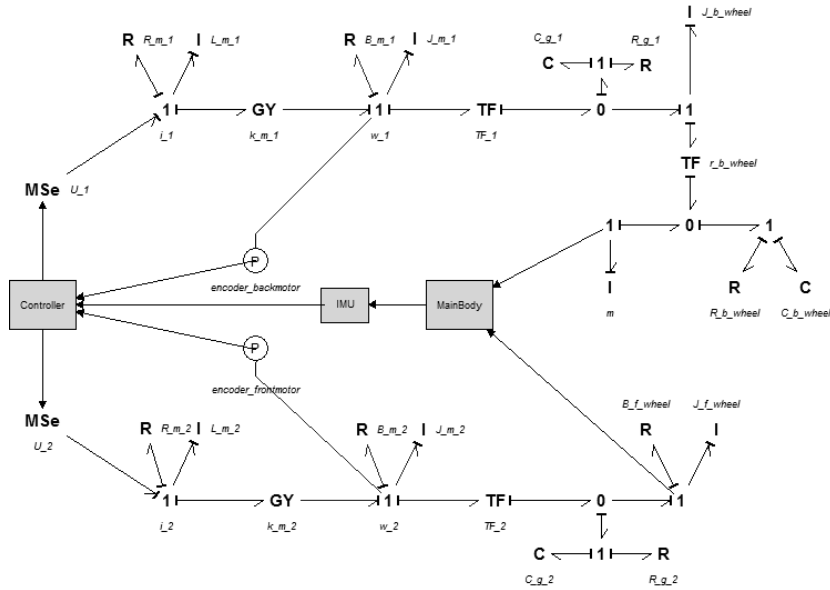 R R_m_1 I L_m_1 R B_m_1 I J_m_1 C_g_1 R_g_1 I J_b_wheel
C 1 R
1 GY 1 TF 0 1
i_1 k_m_1 w_1 TF_1
TF r_b_wheel
MSe U_1
1 0 1
P
encoder_backmotor
Controller IMU MainBody
I R C
m R_b_wheel C_b_wheel
P
encoder_frontmotor
B_f_wheel J_f_wheel
MSe
U_2
R R_m_2 I L_m_2 R B_m_2 I J_m_2 R I
1 GY 1 TF 0 1
i_2 k_m_2 w_2 TF_2
C 1 R
C_g_2 R_g_2